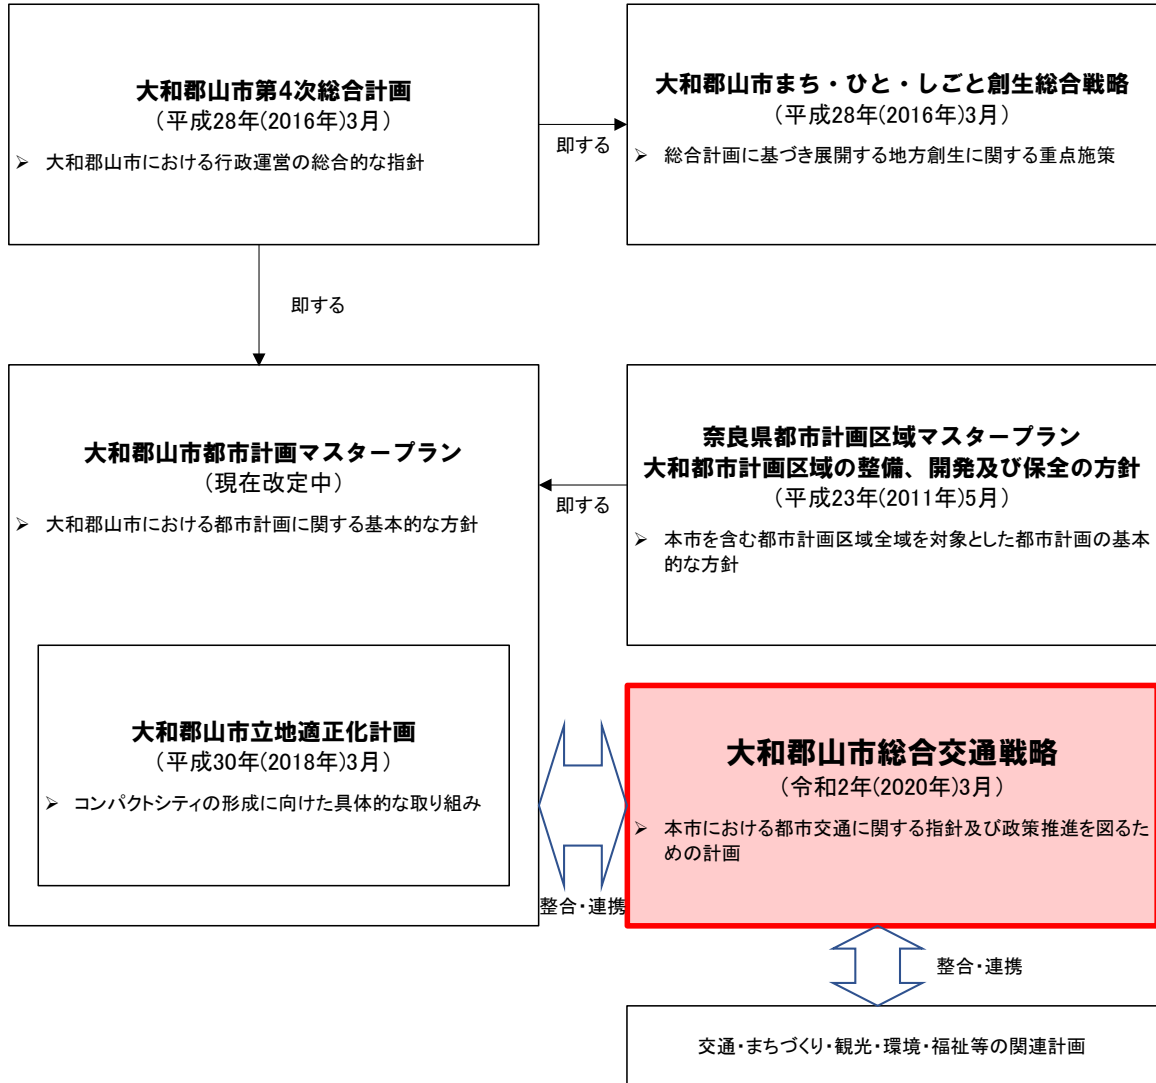 大和郡山市第4次総合計画
（平成28年(2016年)3月）
➢ 大和郡山市における行政運営の総合的な指針
即する
大和郡山市まち・ひと・しごと創生総合戦略
（平成28年(2016年)3月）
➢ 総合計画に基づき展開する地方創生に関する重点施策
即する
大和郡山市都市計画マスタープラン
（現在改定中）
➢ 大和郡山市における都市計画に関する基本的な方針
即する
奈良県都市計画区域マスタープラン
大和都市計画区域の整備、開発及び保全の方針
（平成23年(2011年)5月）
➢ 本市を含む都市計画区域全域を対象とした都市計画の基本
的な方針
大和郡山市立地適正化計画
（平成30年(2018年)3月）
➢ コンパクトシティの形成に向けた具体的な取り組み
整合・連携
大和郡山市総合交通戦略
（令和2年(2020年)3月）
➢ 本市における都市交通に関する指針及び政策推進を図るた
めの計画
整合・連携
交通・まちづくり・観光・環境・福祉等の関連計画